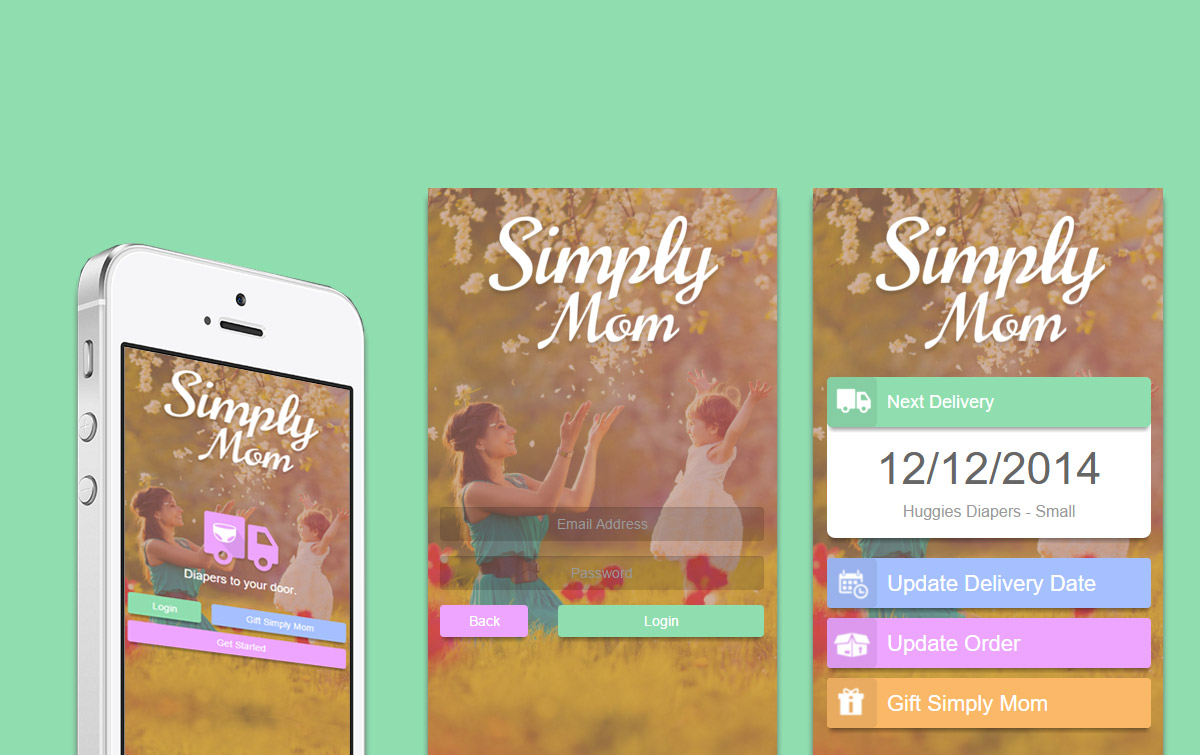 Simply
Mom
Diapers to your door.
Login
Gift Simply Mom
Get Started
Simply
Mom
Email Address
Password
Back
Login
Simply
Mom
Next Delivery
12/12/2014
Huggies Diapers - Small
Update Delivery Date
Update Order
Gift Simply Mom